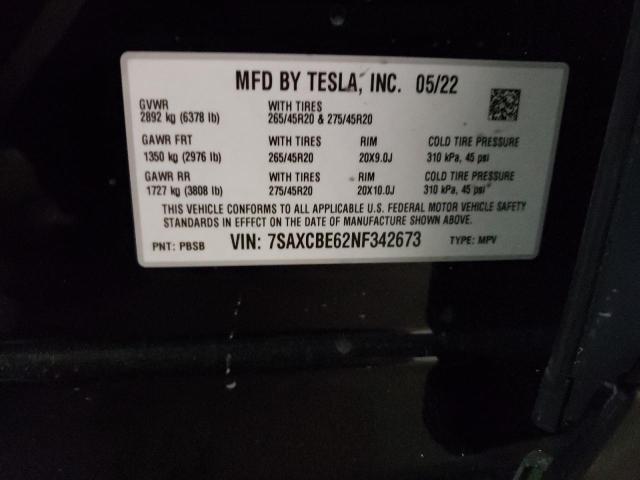 MFD BY TESLA, INC. 05/22
GVWR WITH TIRES
2892 kg (6378 lb) 265/45R20 & 275/45R20
GAWR FRT WITH TIRES RIM COLD TIRE PRESSURE
1350 kg (2976 lb) 265/45R20 20X9.0J 310 kPa, 45 psi
GAWR RR WITH TIRES RIM COLD TIRE PRESSURE
1727 kg (3808 lb) 275/45R20 20X10.0J 310 kPa, 45 psi
THIS VEHICLE CONFORMS TO ALL APPLICABLE U.S. FEDERAL MOTOR VEHICLE SAFETY
STANDARDS IN EFFECT ON THE DATE OF MANUFACTURE SHOWN ABOVE.
PNT: PBSB VIN: 7SAXCBE62NF342673 TYPE: MPV